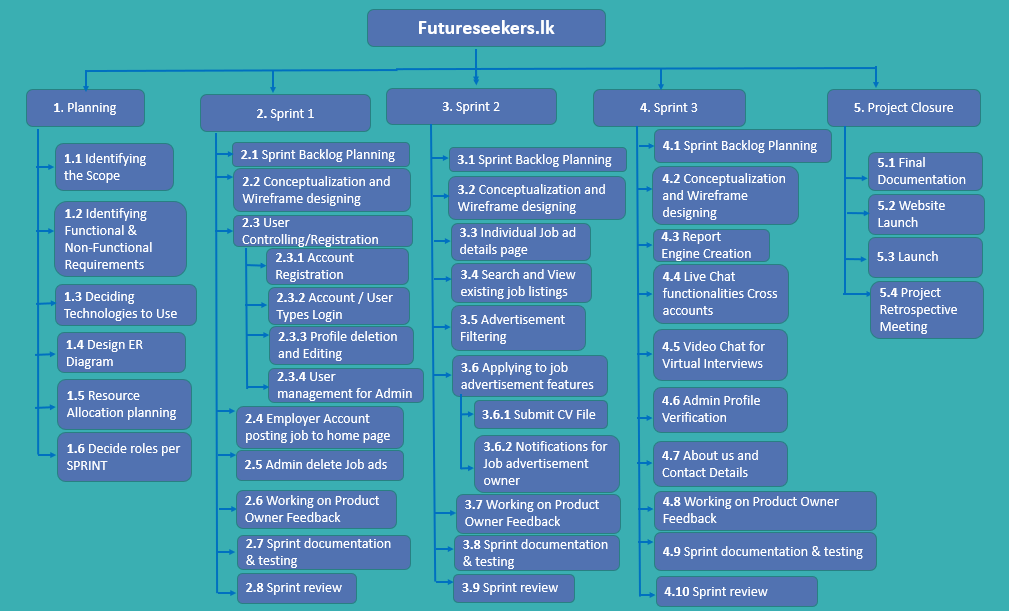 Futureseekers.lk
1. Planning
1.1 Identifying
the Scope
1.2 Identifying
Functional &
Non-Functional
Requirements
1.3 Deciding
Technologies to Use
1.4 Design ER
Diagram
1.5 Resource
Allocation planning
1.6 Decide roles per
SPRINT
2. Sprint 1
2.1 Sprint Backlog Planning
2.2 Conceptualization and
Wireframe designing
2.3 User
Controlling/Registration
2.3.1 Account
Registration
2.3.2 Account / User
Types Login
2.3.3 Profile deletion
and Editing
2.3.4 User
management for Admin
2.4 Employer Account
posting job to home page
2.5 Admin delete Job ads
2.6 Working on Product
Owner Feedback
2.7 Sprint documentation
& testing
2.8 Sprint review
3. Sprint 2
3.1 Sprint Backlog Planning
3.2 Conceptualization and
Wireframe designing
3.3 Individual Job ad
details page
3.4 Search and View
existing job listings
3.5 Advertisement
Filtering
3.6 Applying to job
advertisement features
3.6.1 Submit CV File
3.6.2 Notifications for
Job advertisement
owner
3.7 Working on Product
Owner Feedback
3.8 Sprint documentation
& testing
3.9 Sprint review
4. Sprint 3
4.1 Sprint Backlog Planning
4.2 Conceptualization
and Wireframe
designing
4.3 Report
Engine Creation
4.4 Live Chat
functionalities Cross
accounts
4.5 Video Chat for
Virtual Interviews
4.6 Admin Profile
Verification
4.7 About us and
Contact Details
4.8 Working on Product Owner
Feedback
4.9 Sprint documentation & testing
4.10 Sprint review
5. Project Closure
5.1 Final
Documentation
5.2 Website
Launch
5.3 Launch
5.4 Project
Retrospective
Meeting